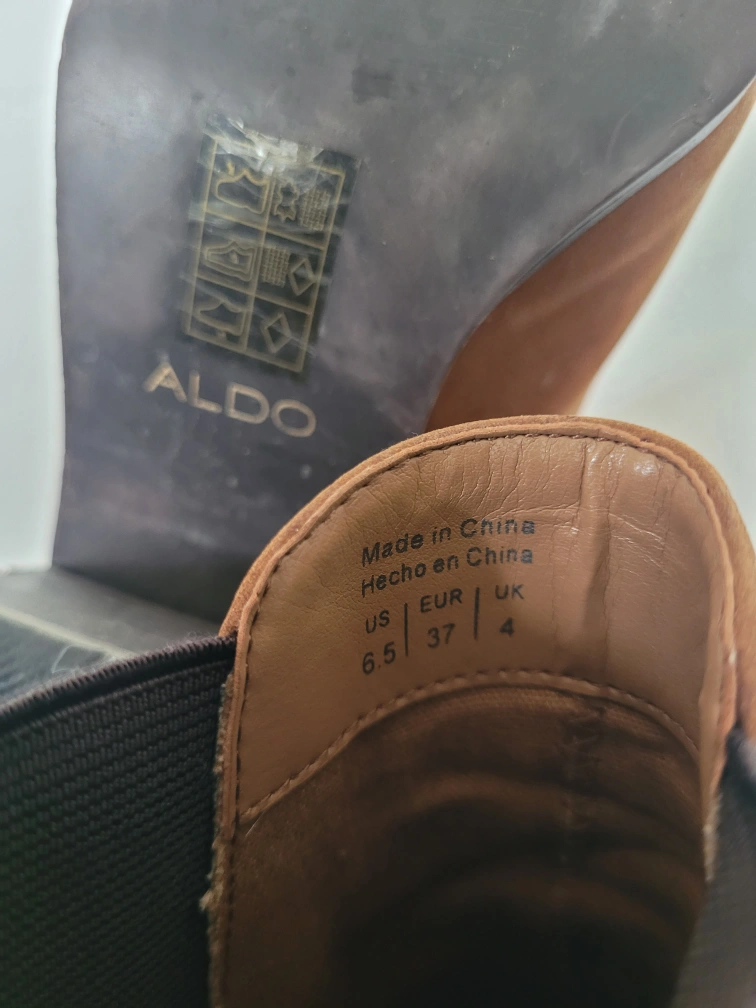 ALDO
Made in China
Hecho en China
US | EUR | UK
6.5 | 37 | 4